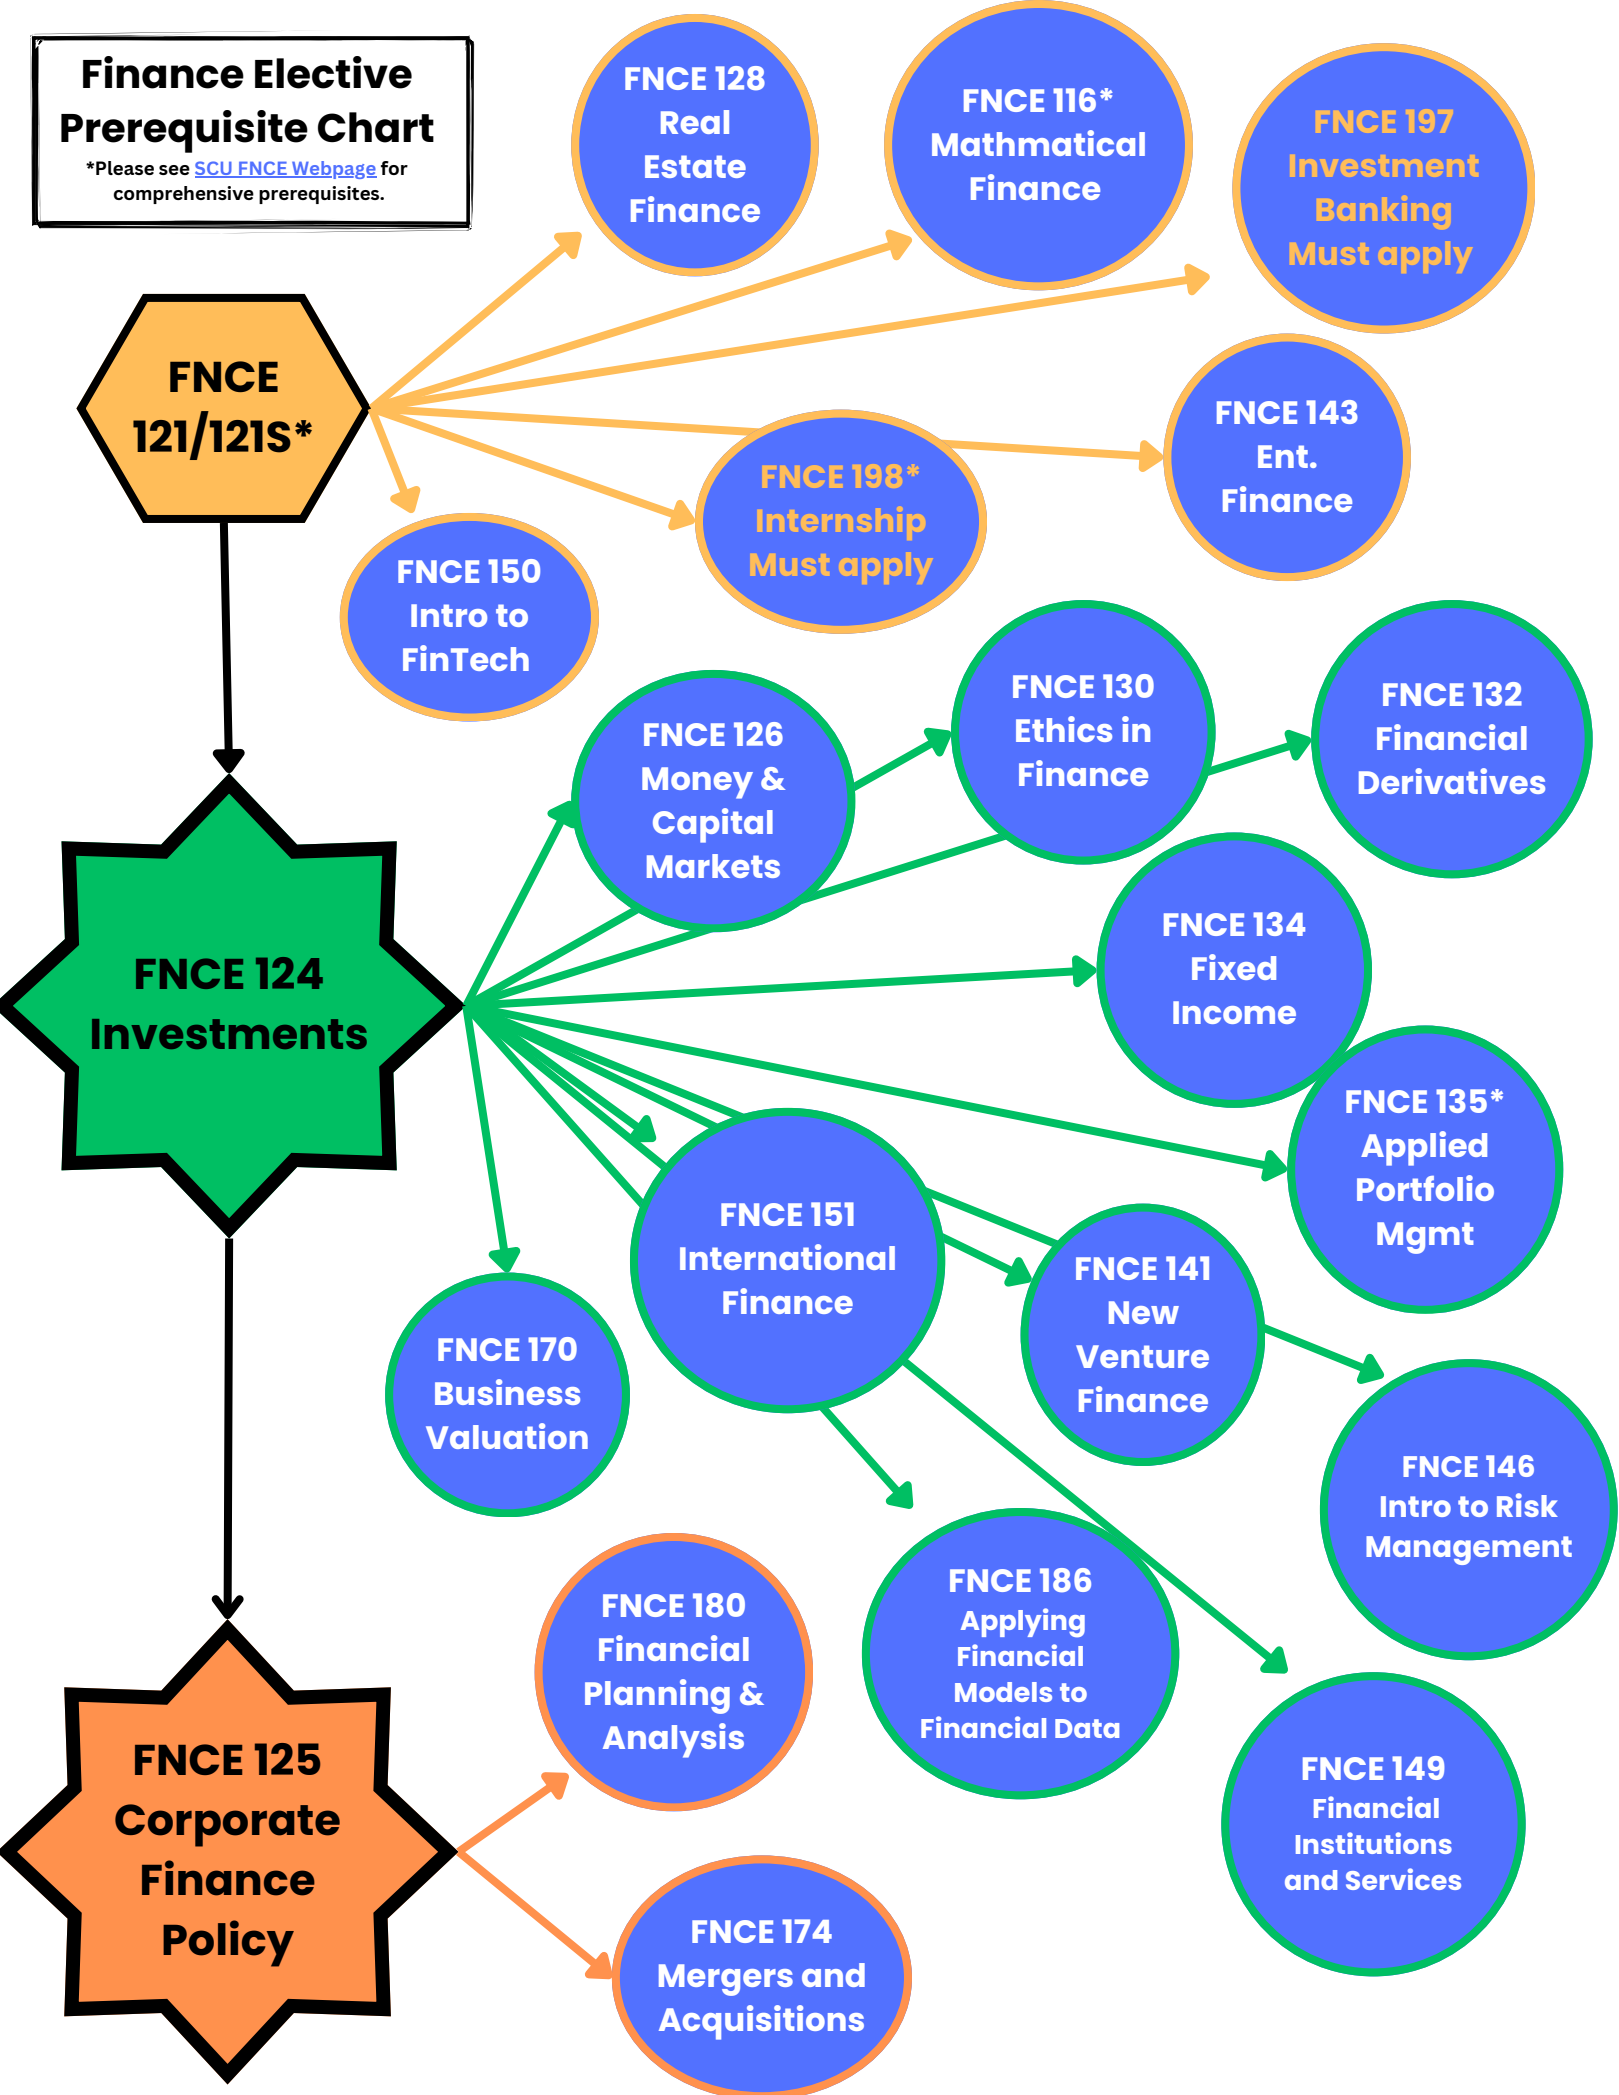 Finance Elective
Prerequisite Chart
*Please see SCU FNCE Webpage for
comprehensive prerequisites.
FNCE 128
Real
Estate
Finance
FNCE 116*
Mathmatical
Finance
FNCE 197
Investment
Banking
Must apply
FNCE
121/121S*
FNCE 143
Ent.
Finance
FNCE 198*
Internship
Must apply
FNCE 150
Intro to
FinTech
FNCE 126
Money &
Capital
Markets
FNCE 130
Ethics in
Finance
FNCE 132
Financial
Derivatives
FNCE 124
Investments
FNCE 134
Fixed
Income
FNCE 135*
Applied
Portfolio
Mgmt
FNCE 151
International
Finance
FNCE 141
New
Venture
Finance
FNCE 170
Business
Valuation
FNCE 146
Intro to Risk
Management
FNCE 180
Financial
Planning &
Analysis
FNCE 186
Applying
Financial
Models to
Financial Data
FNCE 125
Corporate
Finance
Policy
FNCE 149
Financial
Institutions
and Services
FNCE 174
Mergers and
Acquisitions